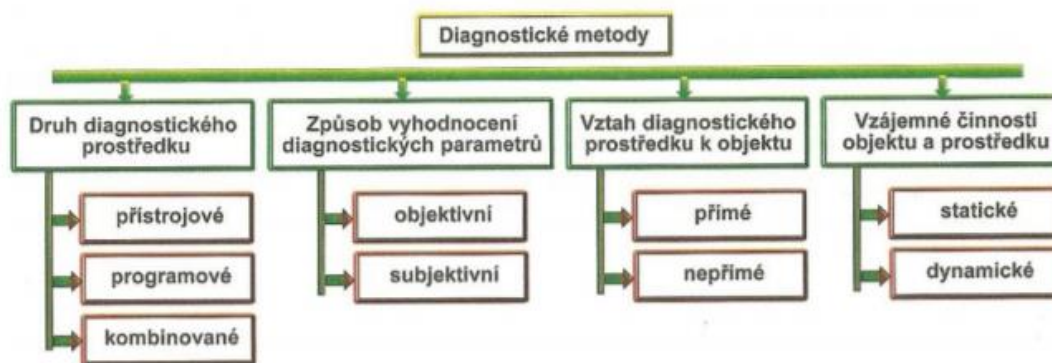 Diagnostické metody
Druh diagnostického
prostředku
přístrojové
programové
kombinované
Způsob vyhodnocení
diagnostických parametrů
objektivní
subjektivní
Vztah diagnostického
prostředku k objektu
přímé
nepřímé
Vzájemné činnosti
objektu a prostředku
statické
dynamické